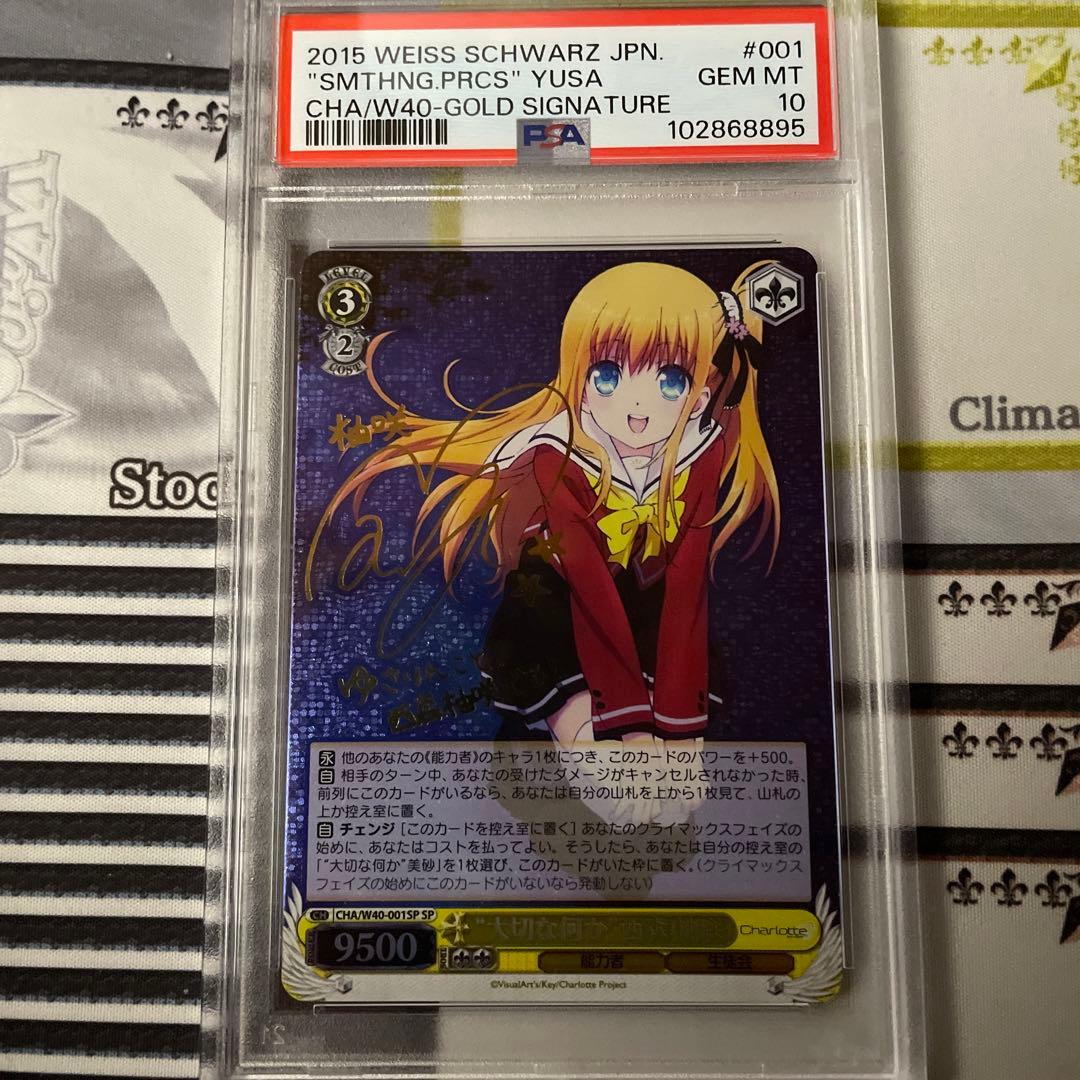 2015 WEISS SCHWARZ JPN. #001
"SMTHNG.PRCS" YUSA GEM MT
CHA/W40-GOLD SIGNATURE 10
PSA 102868895
LEVEL
3
2
COST
Stoc
Clima
柚咲
永 他のあなたの《能力者》のキャラ1枚につき、このカードのパワーを+500。
自 相手のターン中、あなたの受けたダメージがキャンセルされなかった時、
前列にこのカードがいるなら、あなたは自分の山札を上から1枚見て、山札の
上か控え室に置く。
自 チェンジ [このカードを控え室に置く] あなたのクライマックスフェイズの
始めに、あなたはコストを払ってよい。そうしたら、あなたは自分の控え室の
「"大切な何か"美砂」を1枚選び、このカードがいた枠に置く。(クライマックス
フェイズの始めにこのカードがいないなら発動しない)
CH CHA/W40-001SP SP "大切な何か" Charlotte
9500
能力者 生徒会
©VisualArt's/Key/Charlotte Project